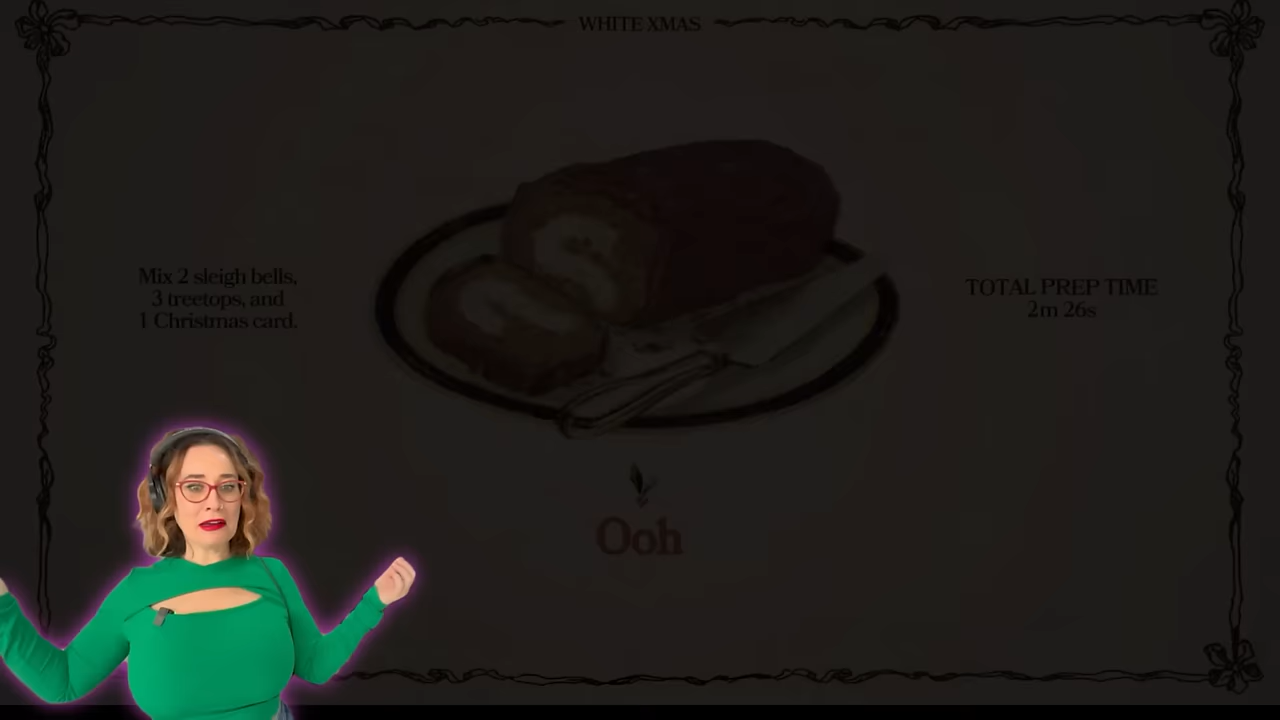 WHITE XMAS
Mix 2 sleigh bells,
3 treetops, and
1 Christmas card.
TOTAL PREP TIME
2m 26s
Ooh